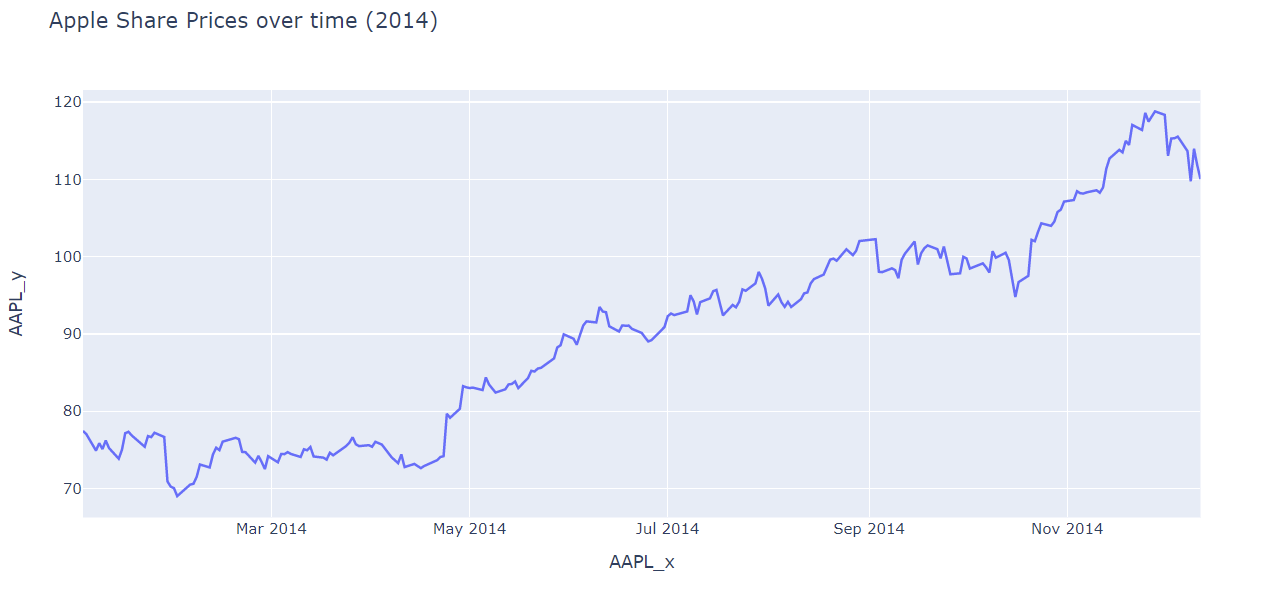 Apple Share Prices over time (2014)
120
110
100
90
80
70
AAPL_y
Mar 2014
May 2014
Jul 2014
Sep 2014
Nov 2014
AAPL_x